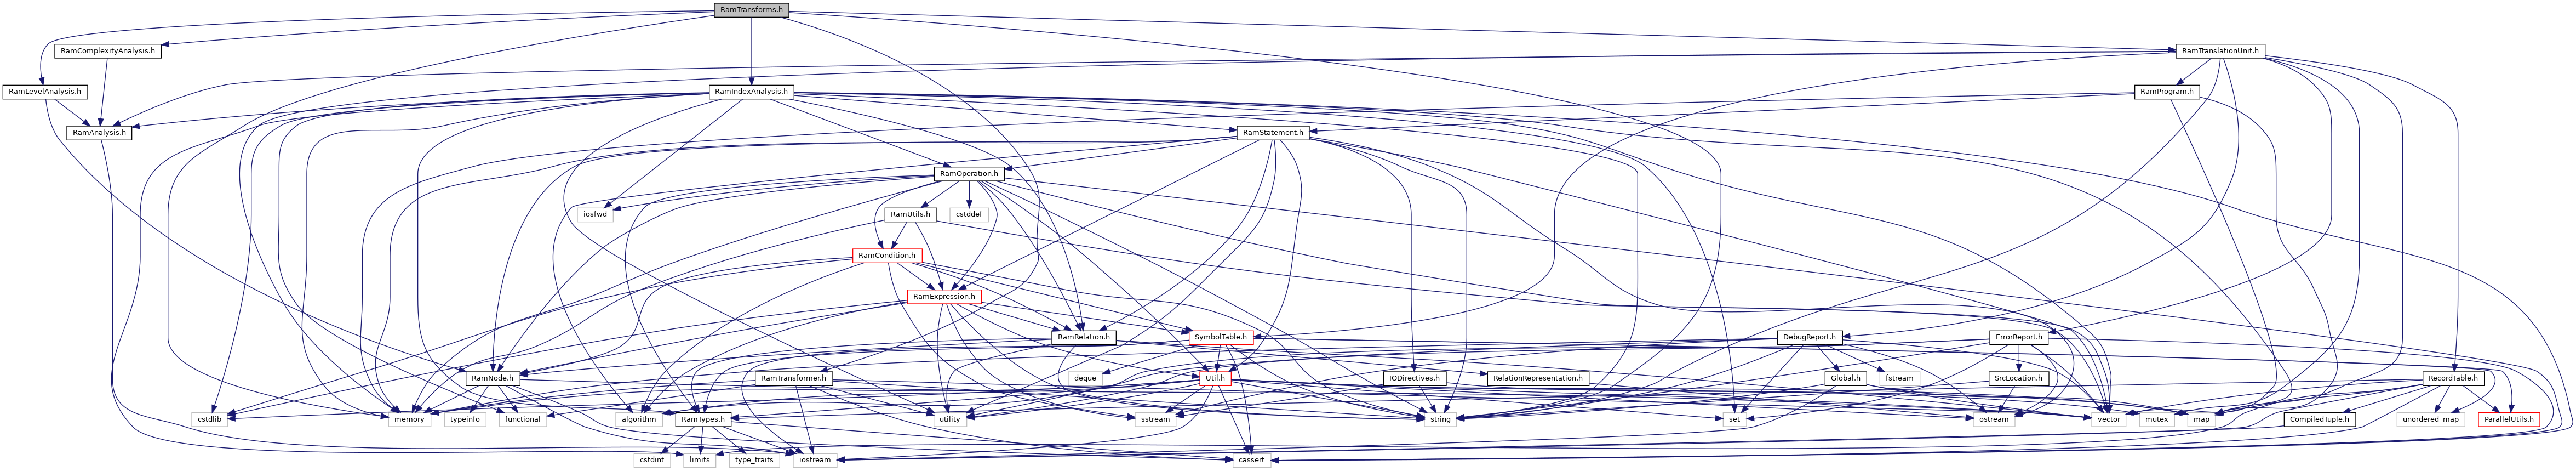 RamTransforms.h
RamComplexityAnalysis.h
RamTranslationUnit.h
RamLevelAnalysis.h
RamIndexAnalysis.h
RamProgram.h
RamAnalysis.h
RamStatement.h
RamOperation.h
iosfwd
RamUtils.h
cstddef
RamCondition.h
RamExpression.h
RamRelation.h
SymbolTable.h
DebugReport.h
ErrorReport.h
RamNode.h
RamTransformer.h
deque
Util.h
IODirectives.h
RelationRepresentation.h
Global.h
fstream
SrcLocation.h
RecordTable.h
cstdlib
memory
typeinfo
functional
algorithm
RamTypes.h
utility
sstream
string
set
ostream
vector
mutex
map
CompiledTuple.h
unordered_map
ParallelUtils.h
cstdint
limits
type_traits
iostream
cassert